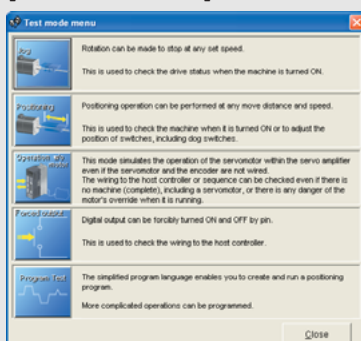 Test mode menu
Jog
Rotation can be made to stop at any set speed.
This is used to check the drive status when the machine is turned ON.
Positioning
Positioning operation can be performed at any move distance and speed.
This is used to check the machine when it is turned ON or to adjust the
position of switches, including dog switches.
Operation w/o
motor
This mode simulates the operation of the servomotor within the servo amplifier
even if the servomotor and the encoder are not wired.
The wiring to the host controller or sequence can be checked even if there is
no machine (complete), including a servomotor, or there is any danger of the
motor's override when it is running.
Forced output
Digital output can be forcibly turned ON and OFF by pin.
This is used to check the wiring to the host controller.
Program Test
The simplified program language enables you to create and run a positioning
program.
More complicated operations can be programmed.
Close